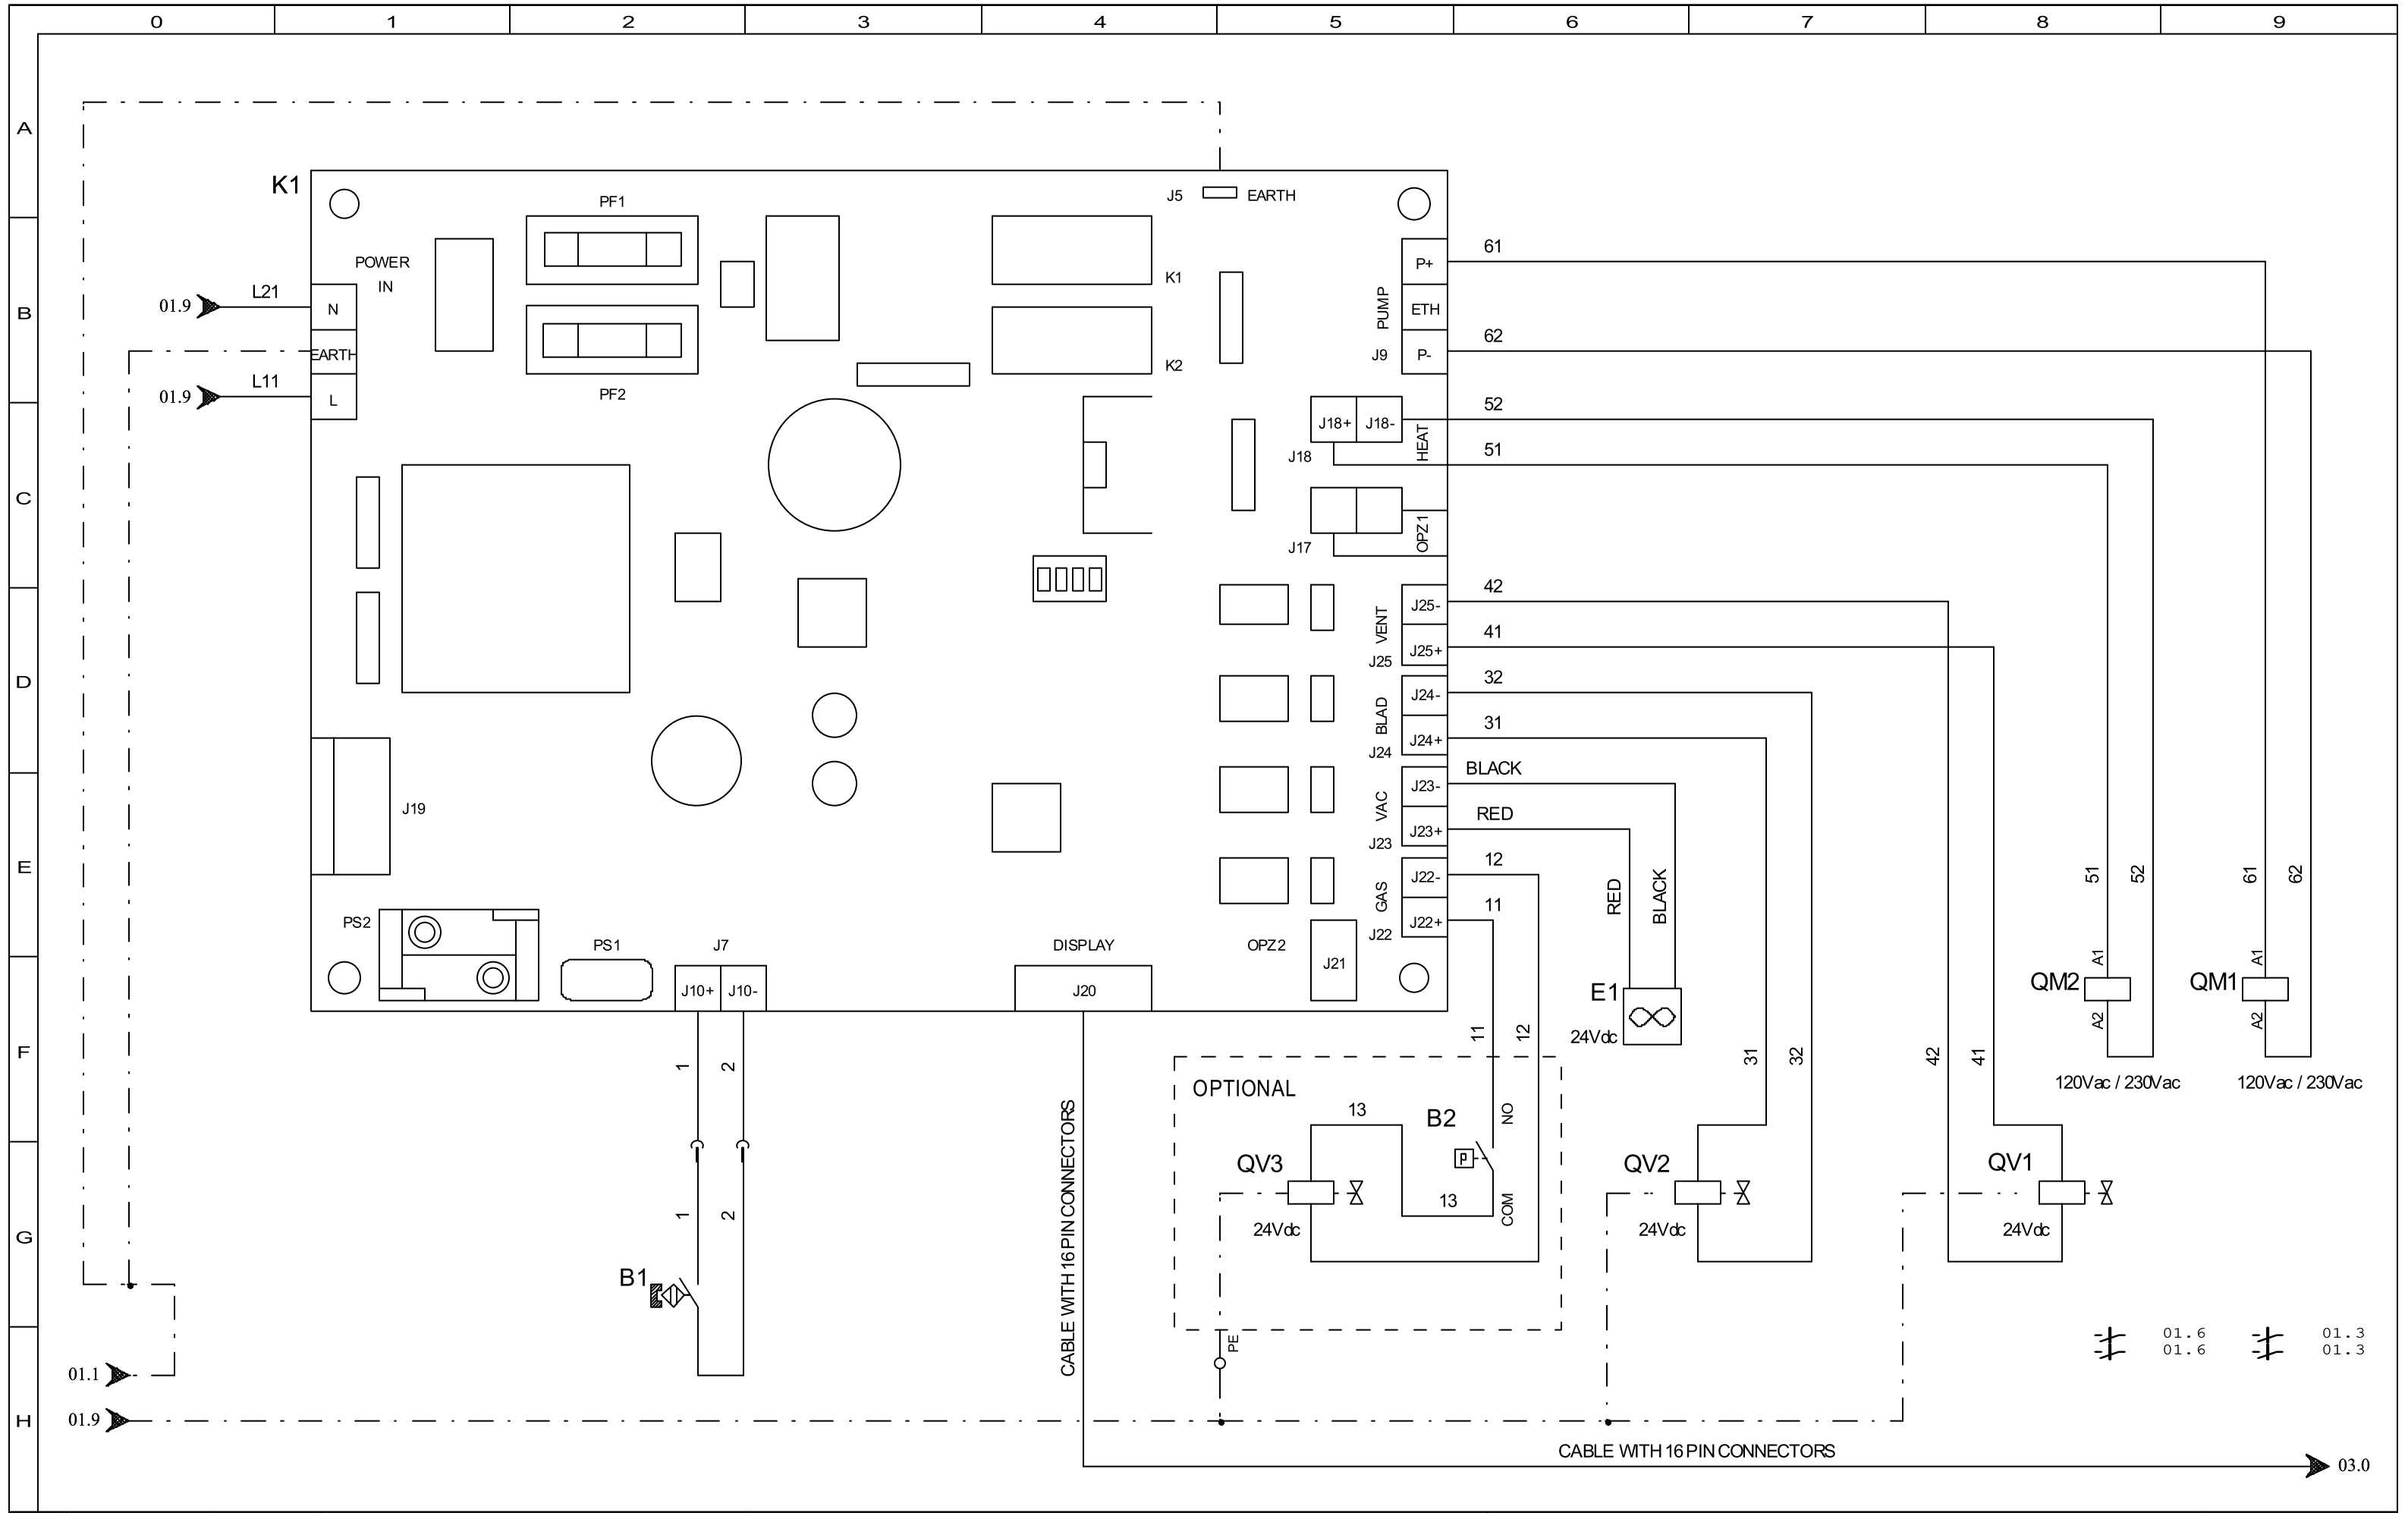 0 1 2 3 4 5 6 7 8 9
A
K1
J5 EARTH
PF1
POWER
IN
K1
P+
61
B
01.9
L21
N
PUMP
ETH
EARTH
K2
J9
P-
62
01.9
L11
L
PF2
J18+
J18-
52
HEAT
J18
51
C
OPZ1
J17
J25-
42
VENT
J25+
41
J25
D
J24-
32
BLAD
J24+
31
J24
J23-
BLACK
VAC
J19
J23+
RED
J23
E
J22-
12
GAS
J22+
11
J22
RED
BLACK
51
52
61
62
PS2
PS1
J7
DISPLAY
OPZ2
J21
J10+
J10-
J20
E1
24Vdc
QM2
A1
A2
QM1
A1
A2
F
1
2
11
12
31
32
42
41
120Vac / 230Vac
120Vac / 230Vac
OPTIONAL
13
B2
NO
CABLE WITH 16 PIN CONNECTORS
QV3
QV2
QV1
P
13
COM
1
2
24Vdc
24Vdc
24Vdc
G
B1
PE
01.6
01.6
01.3
01.3
01.1
H
01.9
CABLE WITH 16 PIN CONNECTORS
03.0